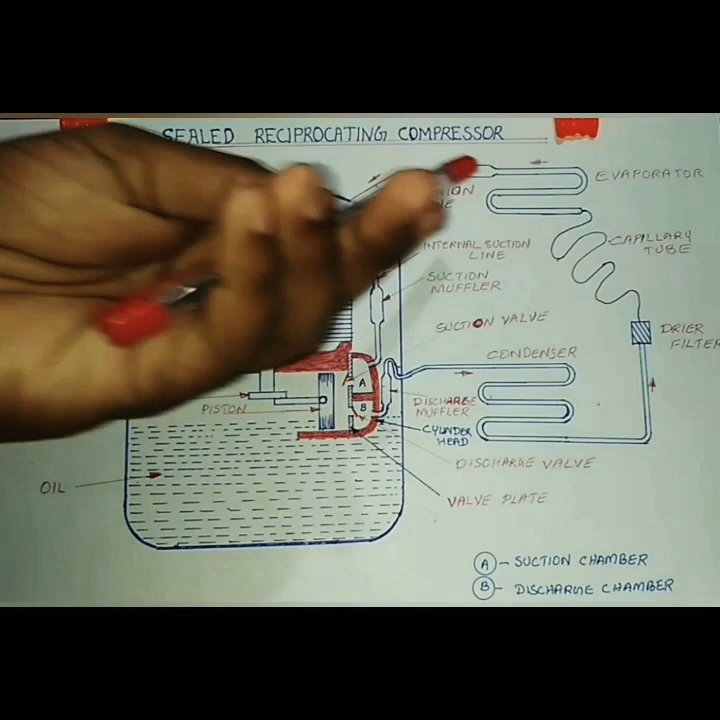 SEALED RECIPROCATING COMPRESSOR
EVAPORATOR
CAPILLARY
TUBE
INTERNAL SUCTION
LINE
SUCTION
MUFFLER
SUCTION VALVE
DRIER
FILTER
CONDENSER
A
B
PISTON
DISCHARGE
MUFFLER
CYLINDER
HEAD
DISCHARGE VALVE
OIL
VALVE PLATE
A - SUCTION CHAMBER
B - DISCHARGE CHAMBER